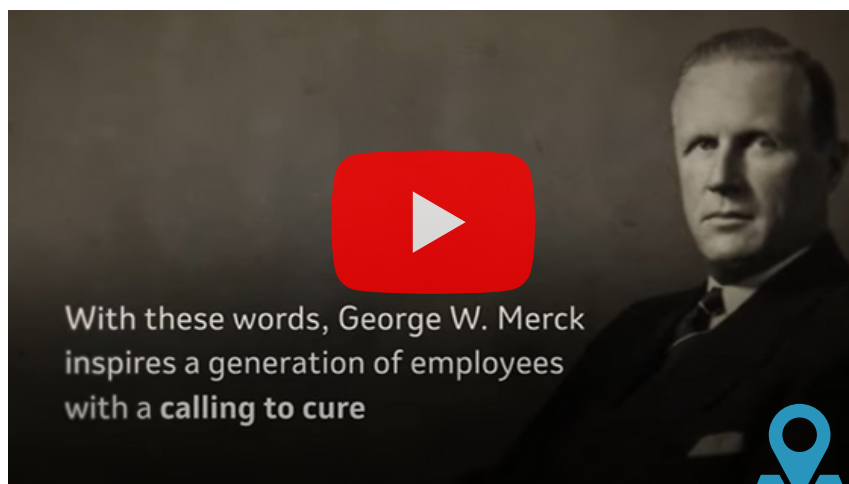 With these words, George W. Merck
inspires a generation of employees
with a calling to cure